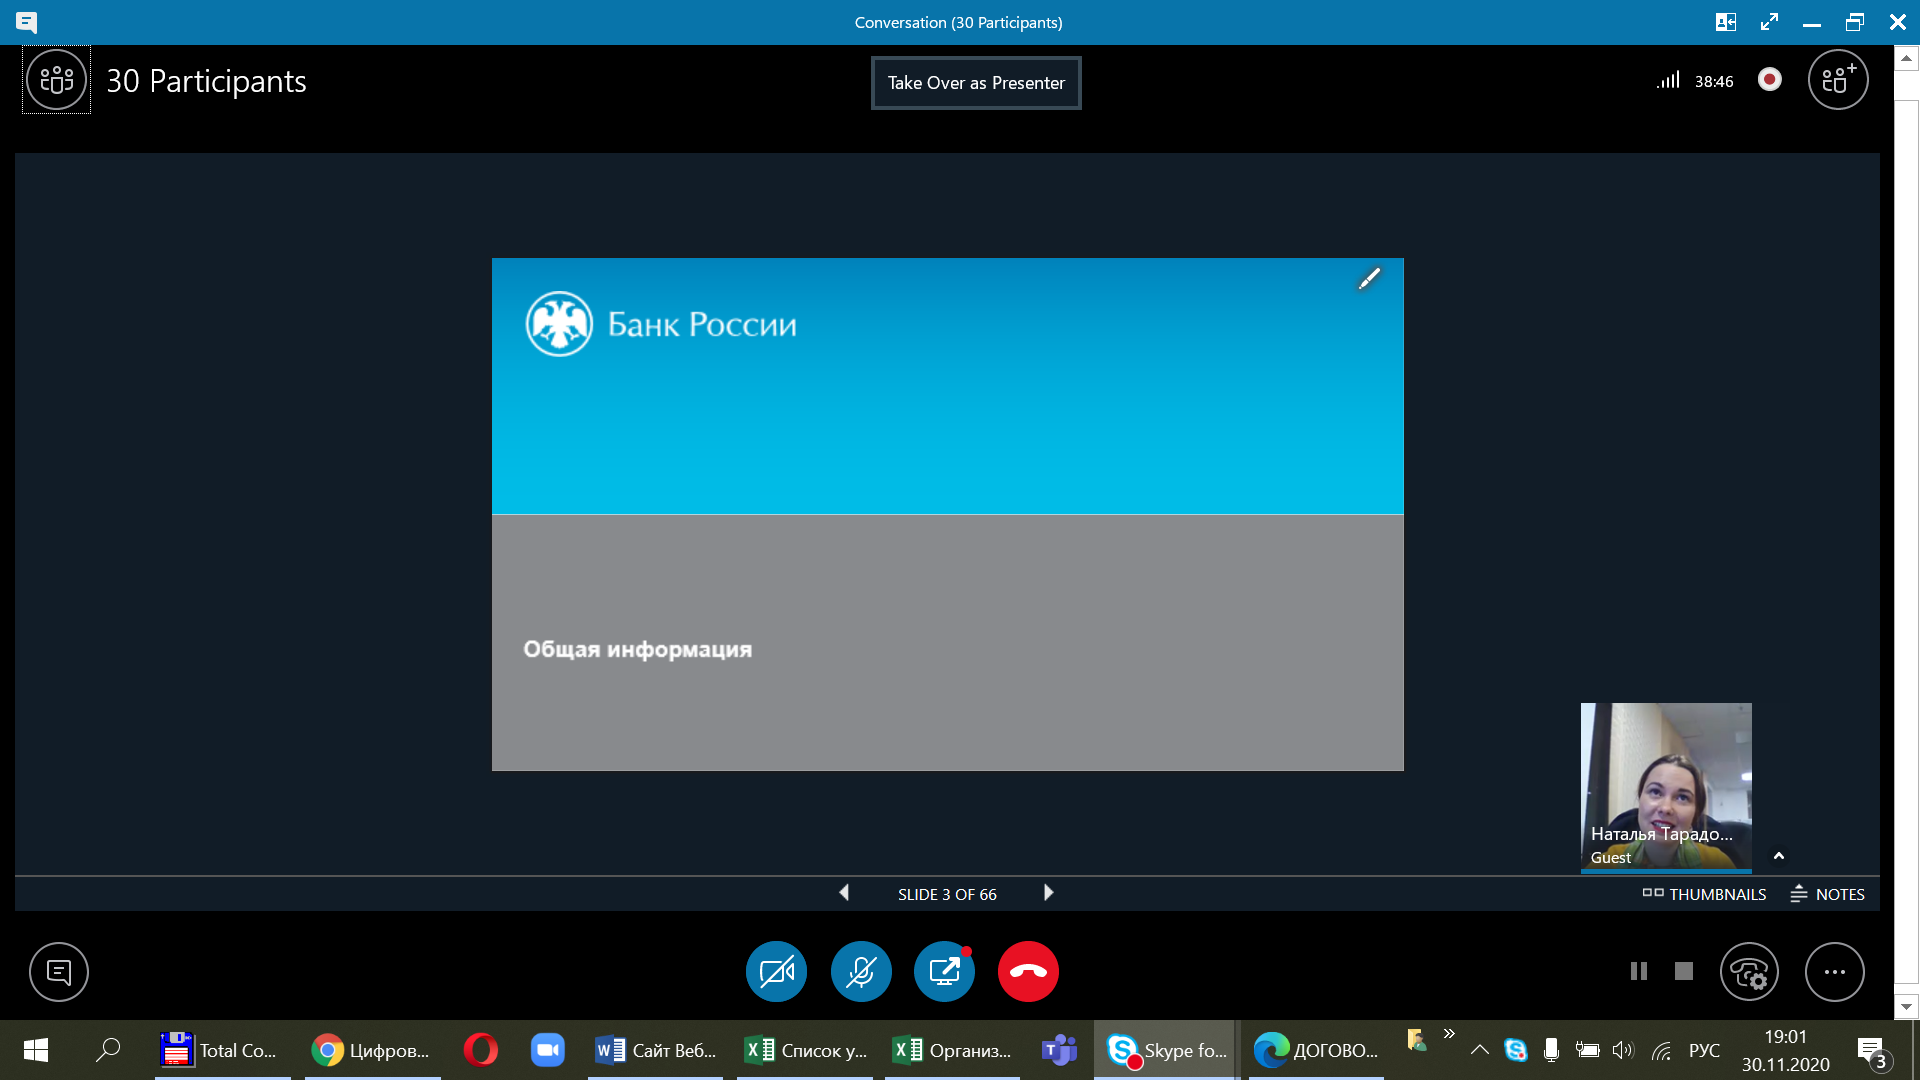 Conversation (30 Participants)
30 Participants
Take Over as Presenter
38:46
Банк России
Общая информация
Наталья Тарадо...
Guest
SLIDE 3 OF 66
THUMBNAILS
NOTES
Total Co...
Цифров...
Сайт Веб...
Список у...
Организ...
Skype fo...
ДОГОВО...
РУС
19:01
30.11.2020
3